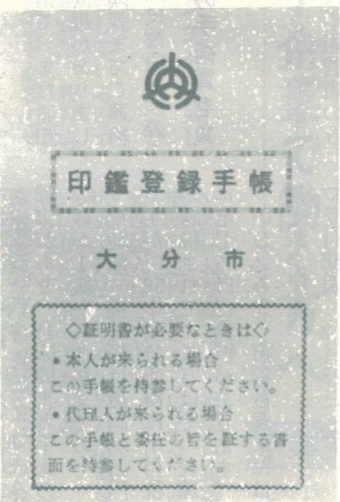 印鑑登録手帳
大分市
◇証明書が必要なときは◇
•本人が来られる場合
この手帳を持参してください。
•代理人が来られる場合
この手帳と委任の旨を証する書
面を持参してください。